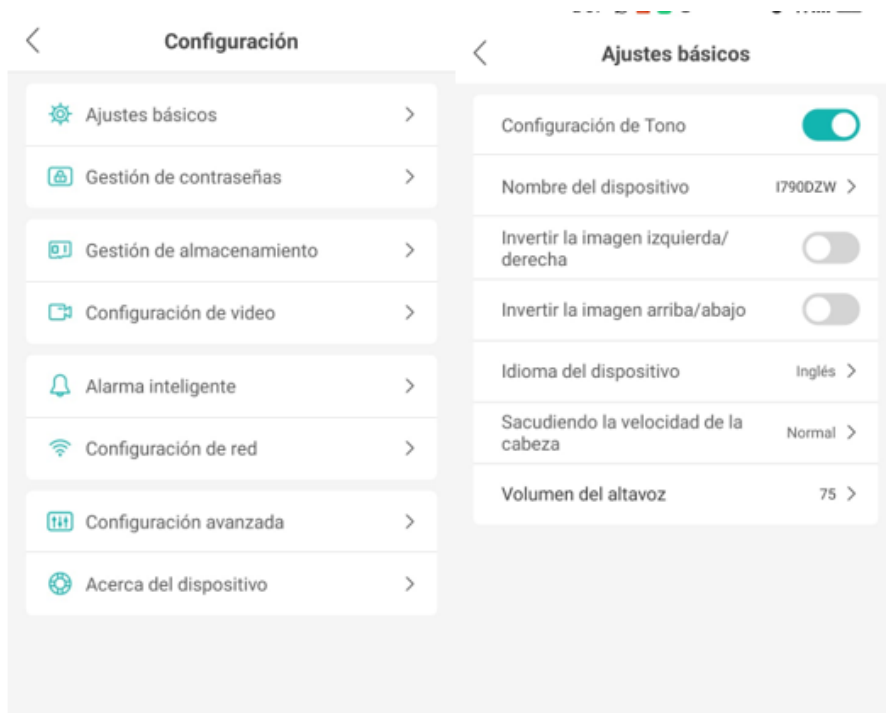 Configuración
Ajustes básicos
Gestión de contraseñas
Gestión de almacenamiento
Configuración de video
Alarma inteligente
Configuración de red
Configuración avanzada
Acerca del dispositivo
Ajustes básicos
Configuración de Tono
Nombre del dispositivo I790DZW
Invertir la imagen izquierda/
derecha
Invertir la imagen arriba/abajo
Idioma del dispositivo Inglés
Sacudiendo la velocidad de la
cabeza Normal
Volumen del altavoz 75